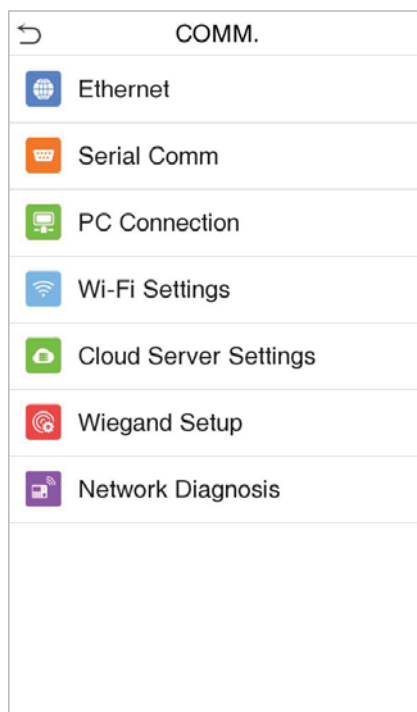 COMM.
Ethernet
Serial Comm
PC Connection
Wi-Fi Settings
Cloud Server Settings
Wiegand Setup
Network Diagnosis